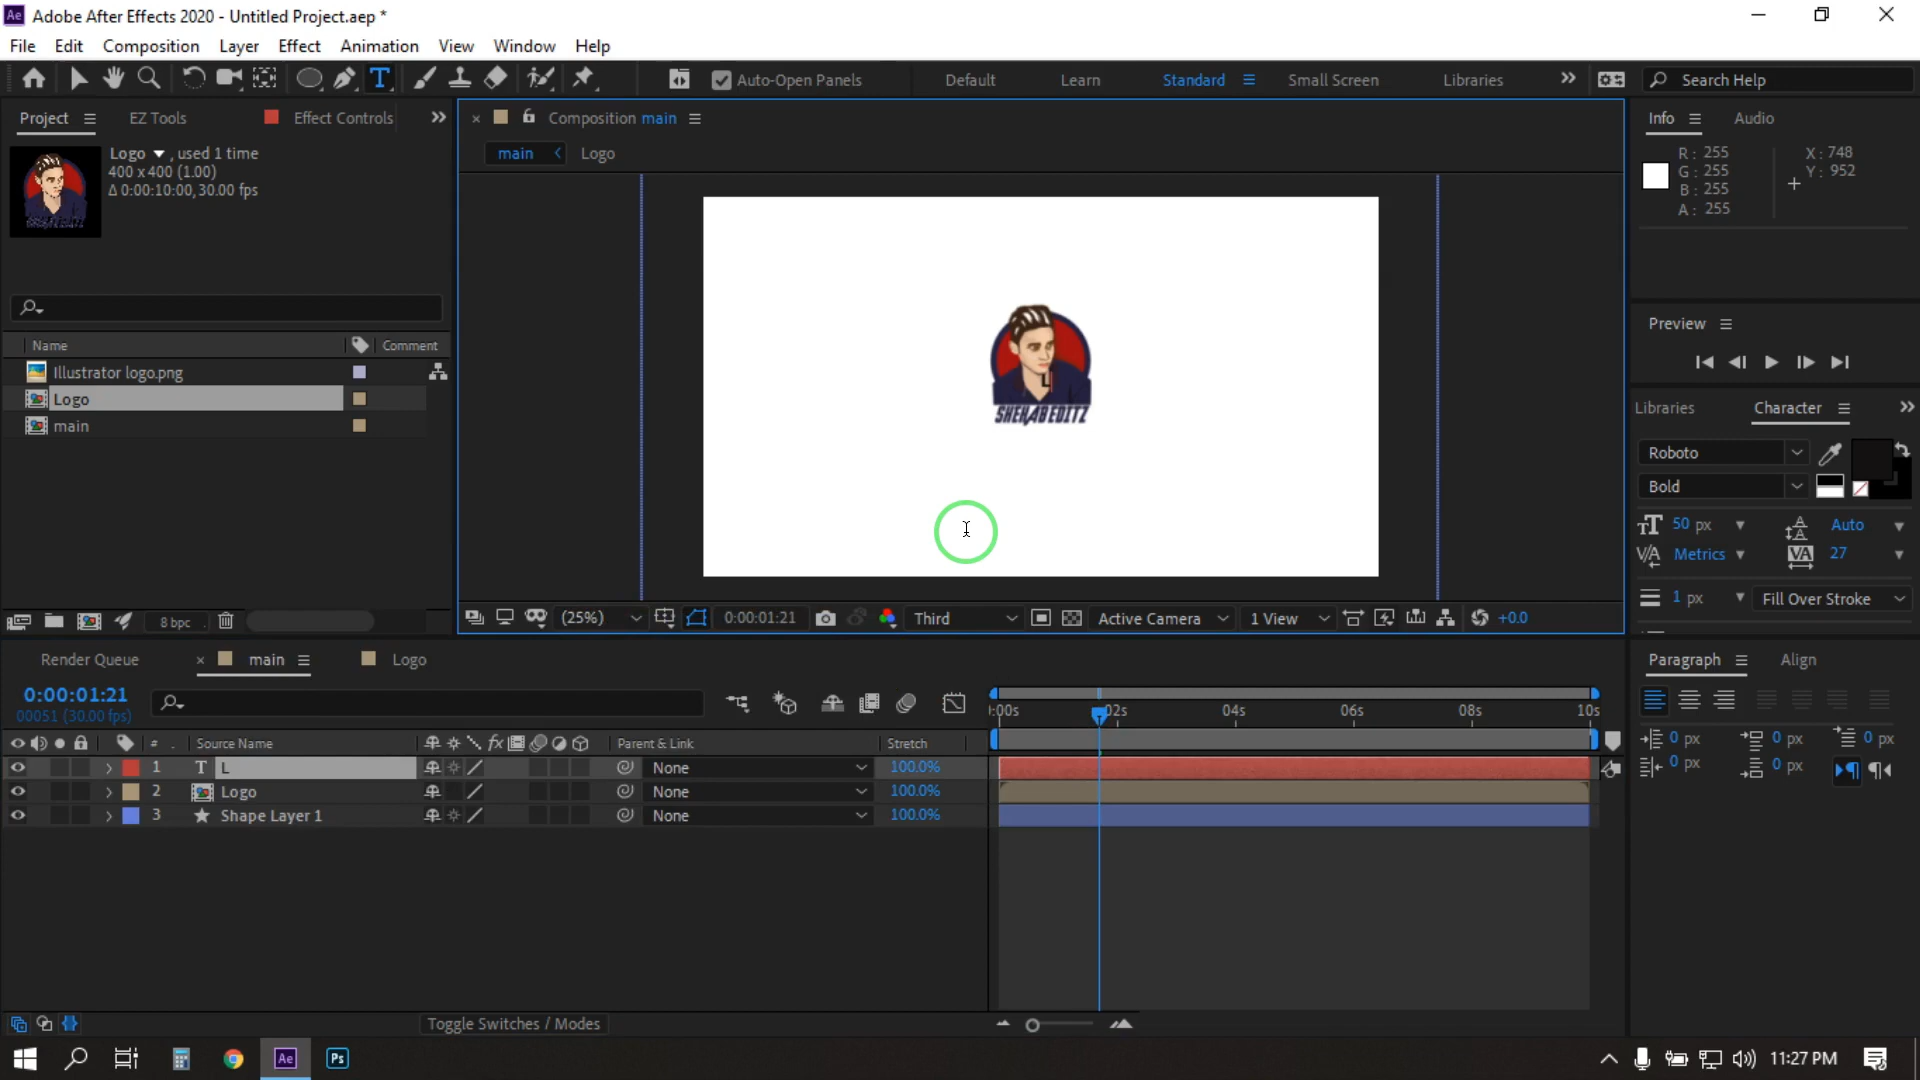 Adobe After Effects 2020 - Untitled Project.aep *
File Edit Composition Layer Effect Animation View Window Help
Auto-Open Panels Default Learn Standard Small Screen Libraries Search Help
Project EZ Tools Effect Controls
Composition main
Info Audio
Logo , used 1 time
400 x 400 (1.00)
Δ 0:00:10:00, 30.00 fps
main Logo
R: 255
G: 255
B: 255
A: 255
X: 748
Y: 952
L
SHEHAB EDITZ
Preview
Name Comment
Illustrator logo.png
Logo
main
Libraries Character
Roboto
Bold
50 px Auto
Metrics 27
1 px Fill Over Stroke
8 bpc
(25%) 0:00:01:21 Third Active Camera 1 View +0.0
Render Queue main Logo
Paragraph Align
0:00:01:21
00051 (30.00 fps)
:00s 02s 04s 06s 08s 10s
0 px 0 px 0 px
0 px 0 px
# Source Name Parent & Link Stretch
1 T L None 100.0%
2 Logo None 100.0%
3 Shape Layer 1 None 100.0%
Toggle Switches / Modes
Ae Ps 11:27 PM